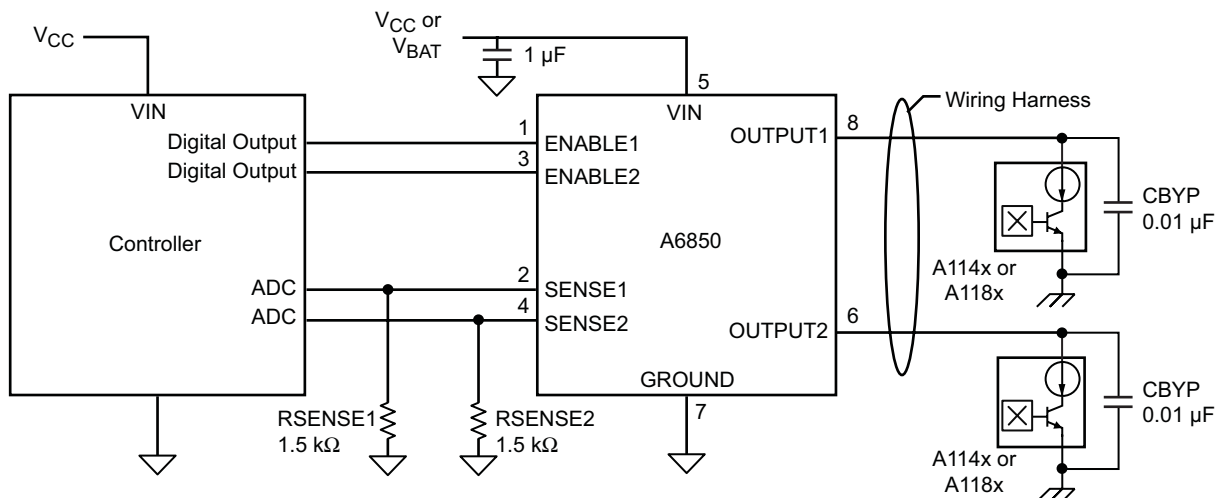 VCC
VCC or
VBAT
1 µF
5
VIN
Digital Output
Digital Output
Controller
ADC
ADC
1
3
2
4
VIN
ENABLE1
ENABLE2
A6850
SENSE1
SENSE2
OUTPUT1
OUTPUT2
GROUND
7
8
6
Wiring Harness
RSENSE1
1.5 kΩ
RSENSE2
1.5 kΩ
CBYP
0.01 µF
A114x or
A118x
CBYP
0.01 µF
A114x or
A118x